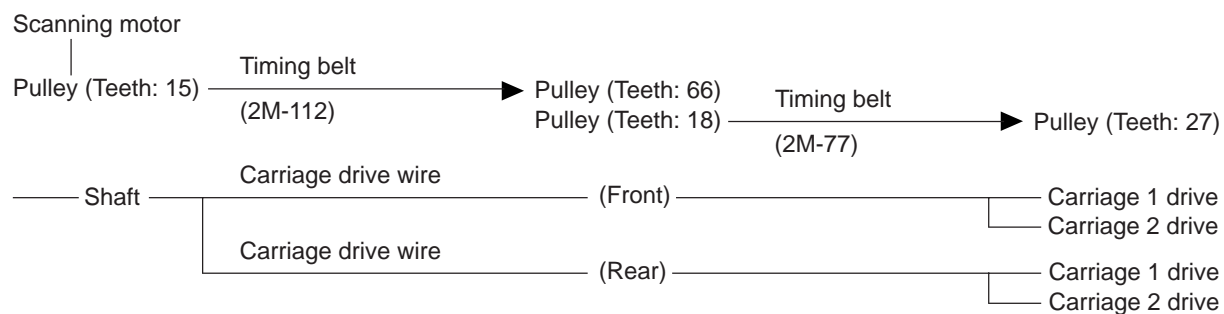 Scanning motor
Pulley (Teeth: 15)
Timing belt
(2M-112)
Pulley (Teeth: 66)
Pulley (Teeth: 18)
Timing belt
(2M-77)
Pulley (Teeth: 27)
Shaft
Carriage drive wire
(Front)
Carriage 1 drive
Carriage 2 drive
Carriage drive wire
(Rear)
Carriage 1 drive
Carriage 2 drive